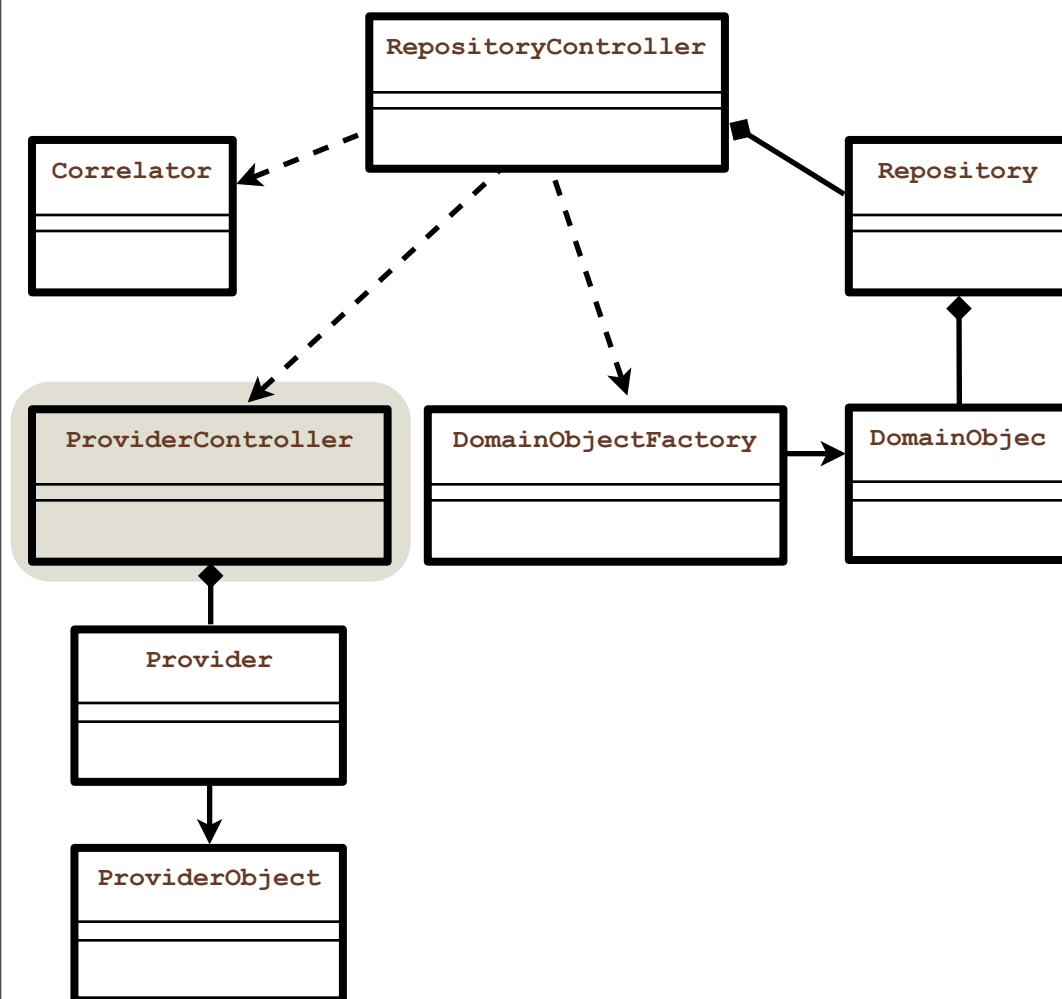 RepositoryController
Correlator
Repository
ProviderController
DomainObjectFactory
DomainObjec
Provider
ProviderObject